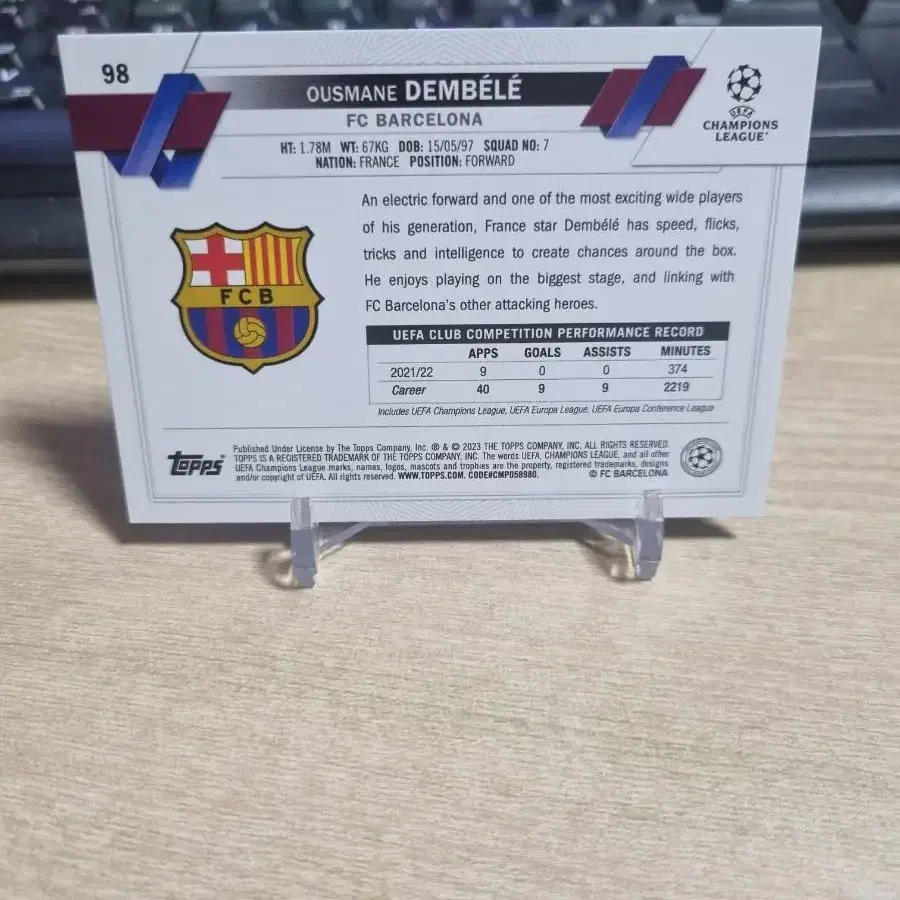 98
OUSMANE DEMBÉLÉ
FC BARCELONA
HT: 1.78M WT: 67KG DOB: 15/05/97 SQUAD NO: 7
NATION: FRANCE POSITION: FORWARD
UEFA
CHAMPIONS
LEAGUE
An electric forward and one of the most exciting wide players
of his generation, France star Dembélé has speed, flicks,
tricks and intelligence to create chances around the box.
He enjoys playing on the biggest stage, and linking with
FC Barcelona's other attacking heroes.
FCB
UEFA CLUB COMPETITION PERFORMANCE RECORD
APPS GOALS ASSISTS MINUTES
2021/22 9 0 0 374
Career 40 9 9 2219
Includes UEFA Champions League, UEFA Europa League, UEFA Europa Conference League
TOPPS®
Published Under License by The Topps Company, Inc. ® & © 2023 THE TOPPS COMPANY, INC. ALL RIGHTS RESERVED.
TOPPS IS A REGISTERED TRADEMARK OF THE TOPPS COMPANY, INC. The words UEFA, CHAMPIONS LEAGUE, and all other
UEFA Champions League marks, names, logos, mascots and trophies are the property, registered trademarks, designs
and/or copyright of UEFA. All rights reserved. WWW.TOPPS.COM. CODE#CMP058980.
© FC BARCELONA